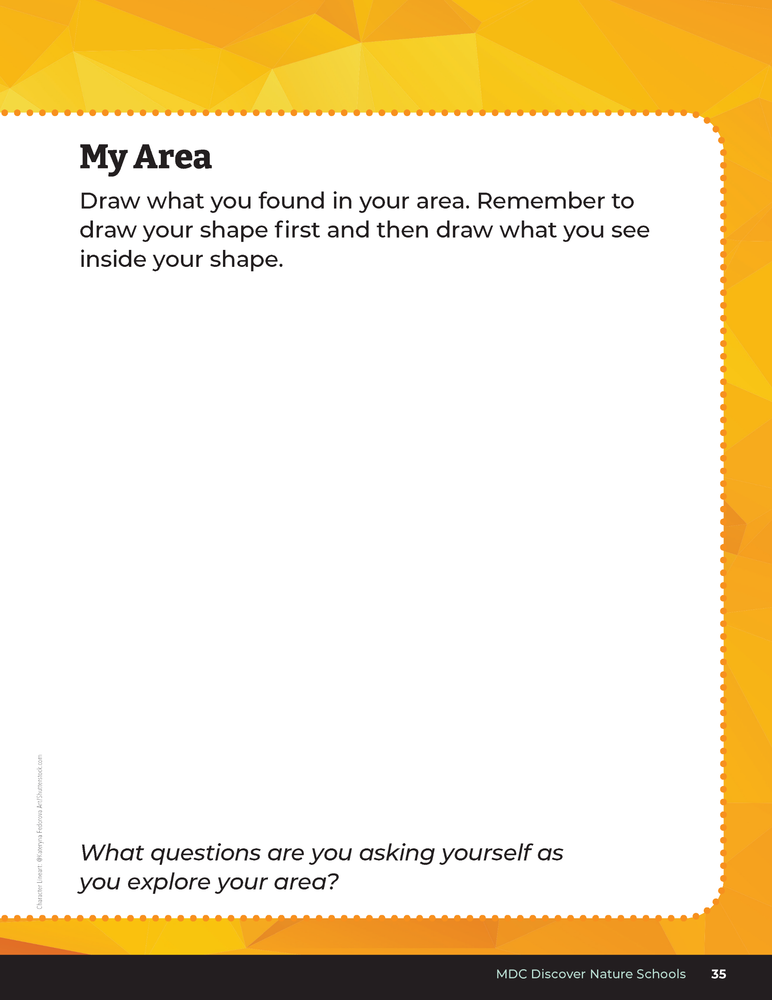 My Area
Draw what you found in your area. Remember to
draw your shape first and then draw what you see
inside your shape.
What questions are you asking yourself as
you explore your area?
Character Lineart: @Kateryna Fedorova Art/Shutterstock.com
MDC Discover Nature Schools 35